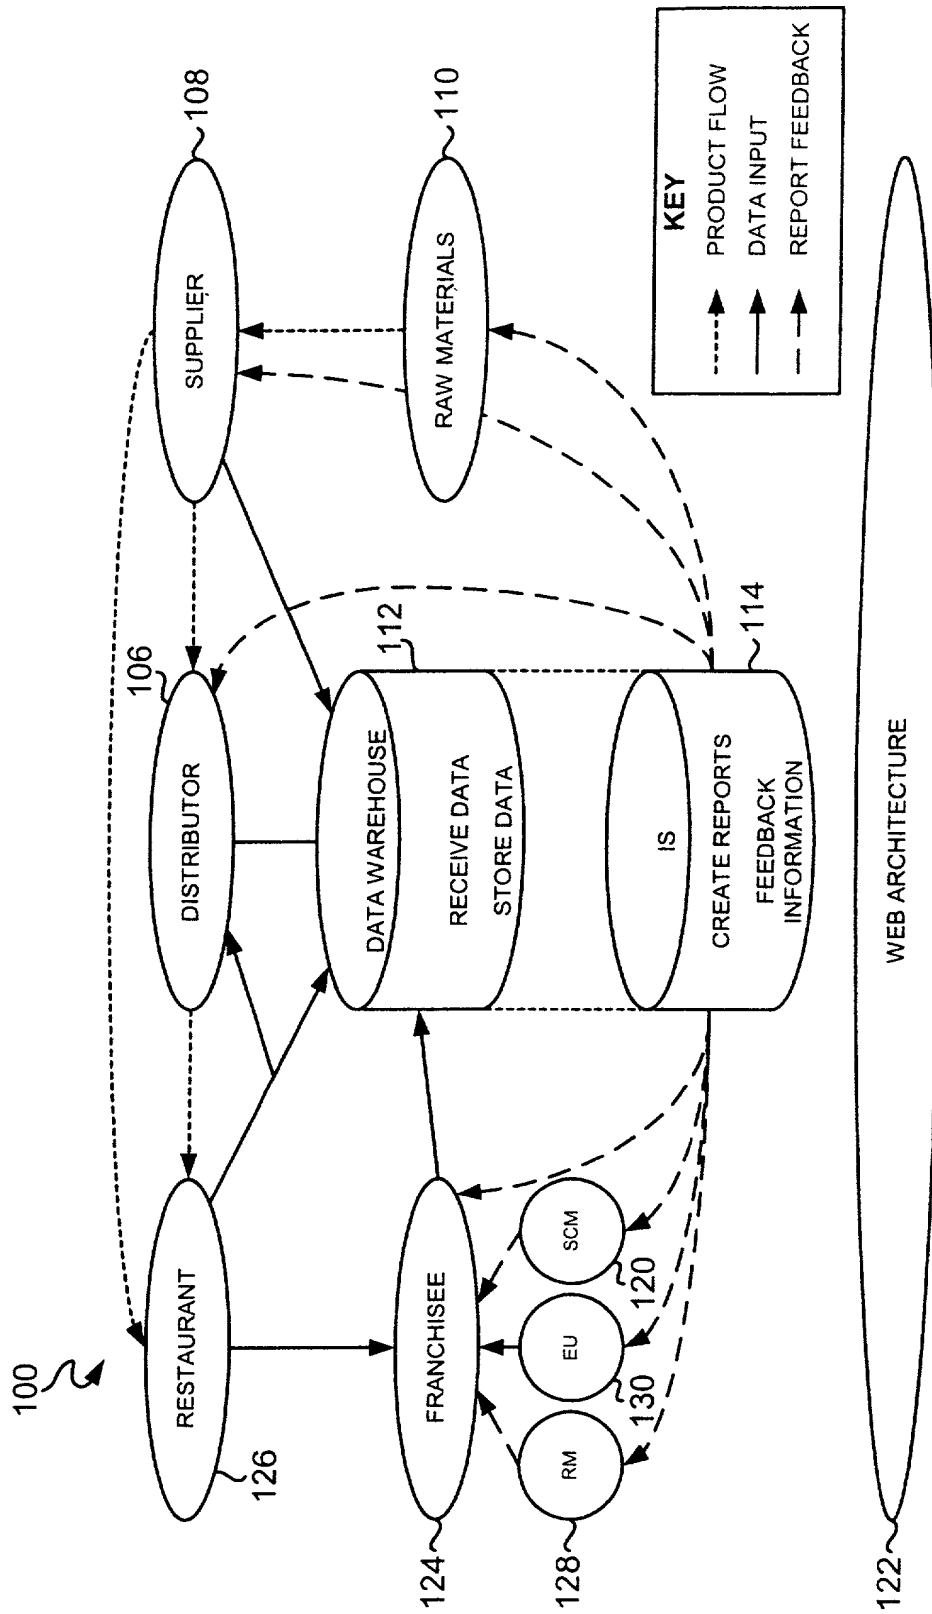 100
RESTAURANT
126
DISTRIBUTOR
106
SUPPLIER
108
FRANCHISEE
124
DATA WAREHOUSE
112
RECEIVE DATA
STORE DATA
RAW MATERIALS
110
RM
128
EU
130
SCM
120
IS
CREATE REPORTS
FEEDBACK
INFORMATION
114
KEY
PRODUCT FLOW
DATA INPUT
REPORT FEEDBACK
WEB ARCHITECTURE
122